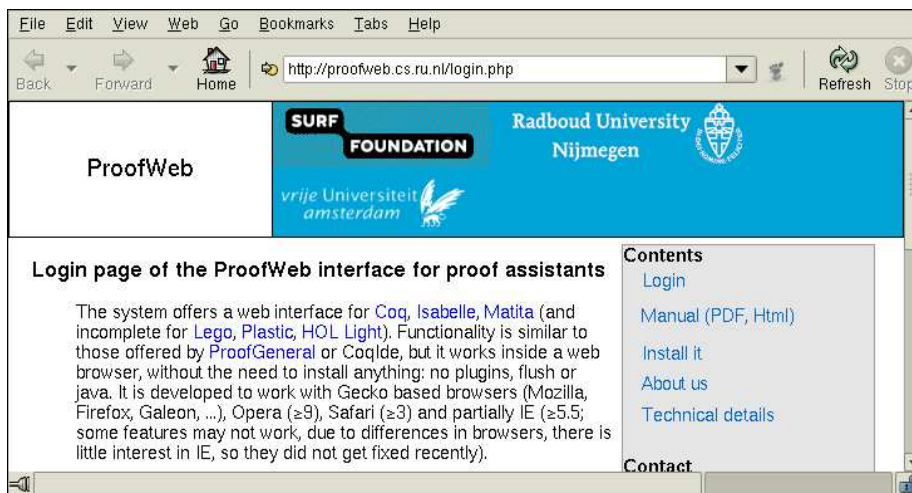 File Edit View Web Go Bookmarks Tabs Help
Back Forward Home http://proofweb.cs.ru.nl/login.php Refresh Stop
ProofWeb
SURF
FOUNDATION
Radboud University
Nijmegen
vrije Universiteit
amsterdam
Login page of the ProofWeb interface for proof assistants
The system offers a web interface for Coq, Isabelle, Matita (and
incomplete for Lego, Plastic, HOL Light). Functionality is similar to
those offered by ProofGeneral or CoqIde, but it works inside a web
browser, without the need to install anything: no plugins, flush or
java. It is developed to work with Gecko based browsers (Mozilla,
Firefox, Galeon, ...), Opera (≥9), Safari (≥3) and partially IE (≥5.5;
some features may not work, due to differences in browsers, there is
little interest in IE, so they did not get fixed recently).
Contents
Login
Manual (PDF, Html)
Install it
About us
Technical details
Contact